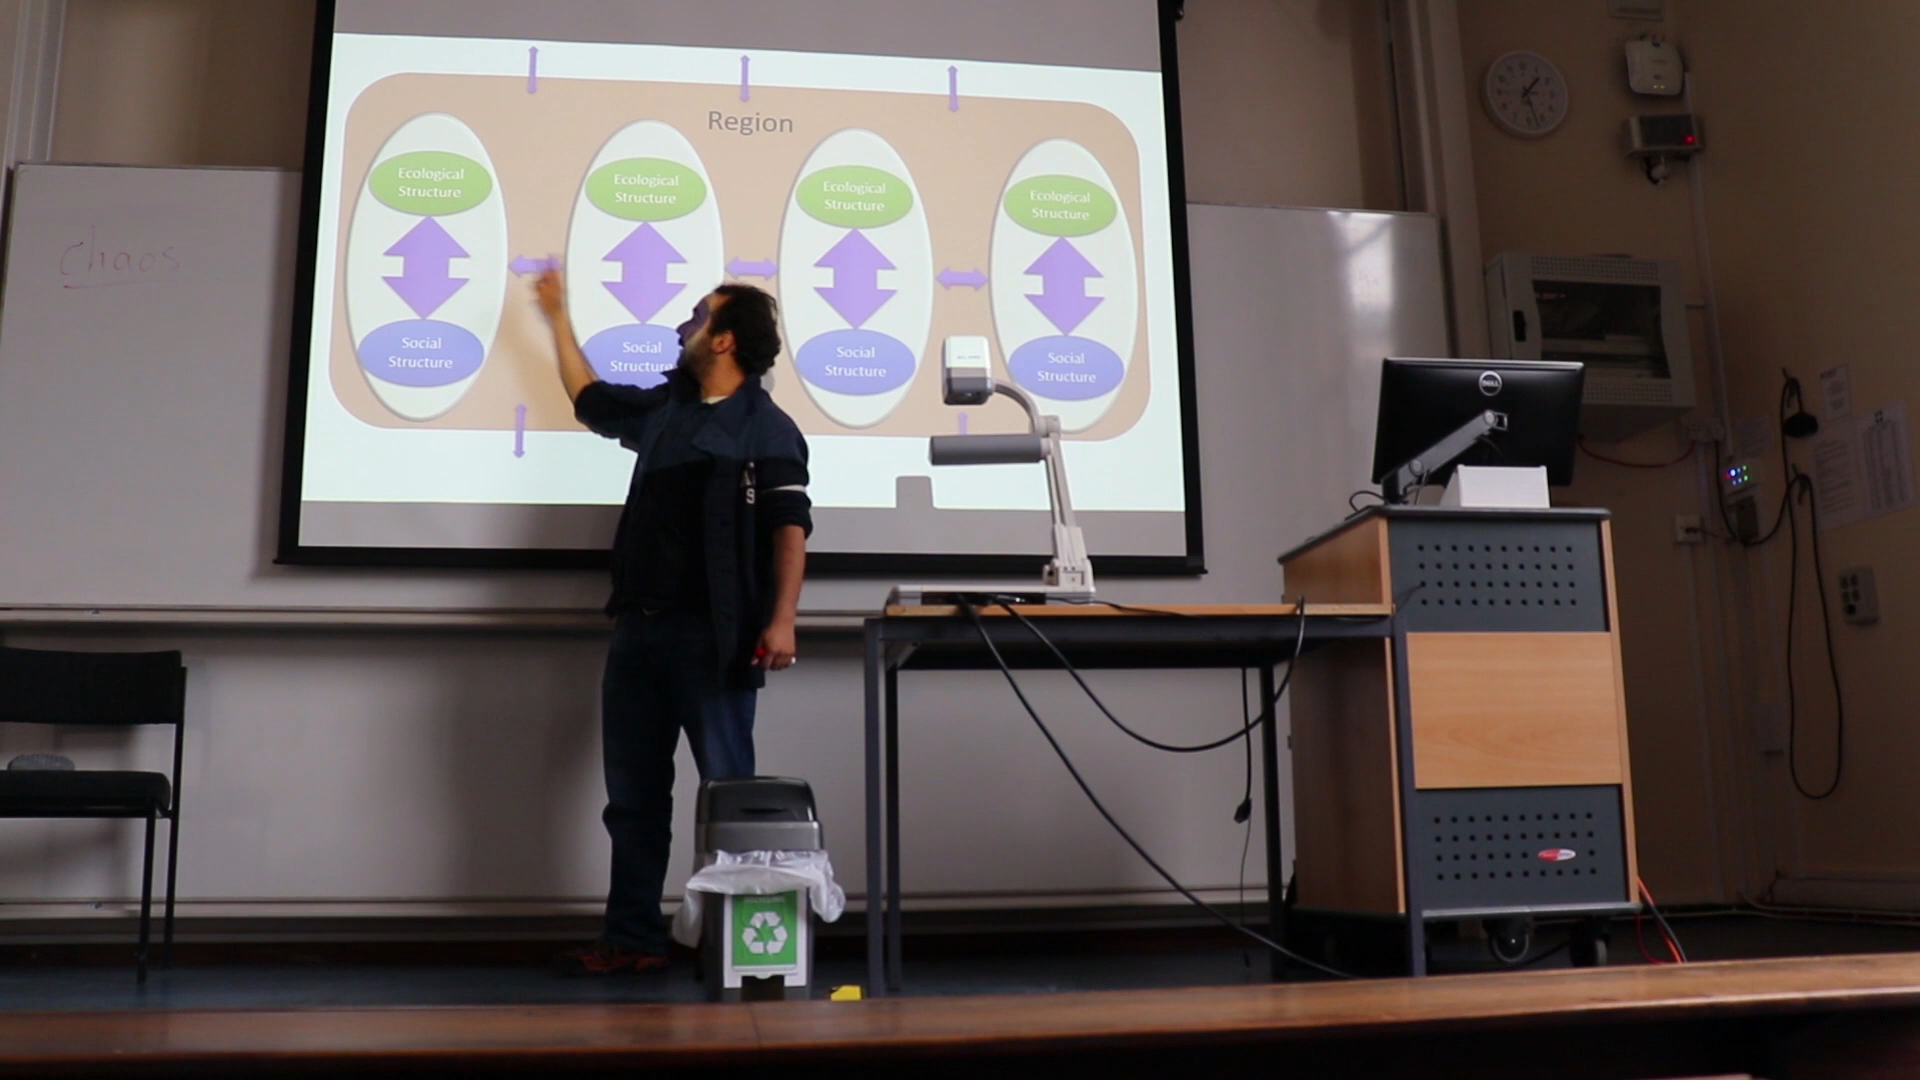 Region
Ecological
Structure
Ecological
Structure
Ecological
Structure
Ecological
Structure
Social
Structure
Social
Structure
Social
Structure
Social
Structure
chaos
DELL
9